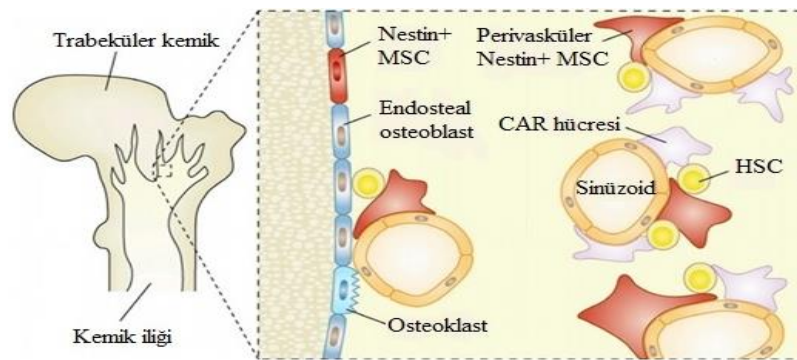 Trabeküler kemik
Kemik iliği
Nestin+
MSC
Endosteal
osteoblast
Osteoklast
Perivasküler
Nestin+ MSC
CAR hücresi
HSC
Sinüzoid